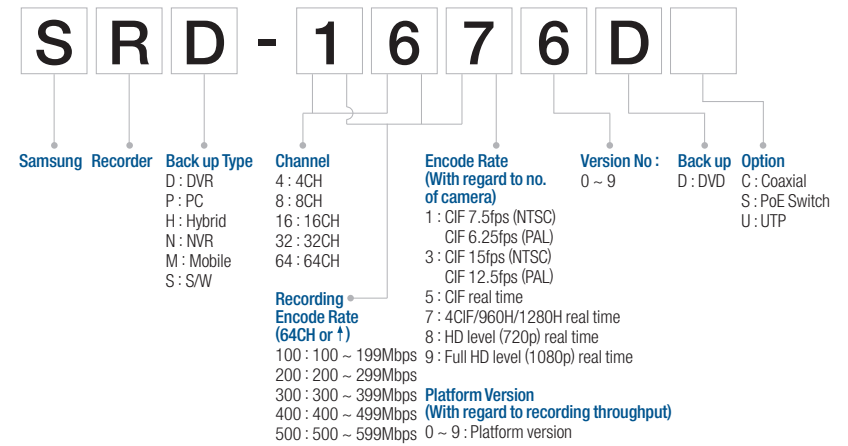 SRD-1676D
Samsung
Recorder
Back up Type
D : DVR
P : PC
H : Hybrid
N : NVR
M : Mobile
S : S/W
Channel
4 : 4CH
8 : 8CH
16 : 16CH
32 : 32CH
64 : 64CH
Recording
Encode Rate
(64CH or ↑)
100 : 100 ~ 199Mbps
200 : 200 ~ 299Mbps
300 : 300 ~ 399Mbps
400 : 400 ~ 499Mbps
500 : 500 ~ 599Mbps
Encode Rate
(With regard to no.
of camera)
1 : CIF 7.5fps (NTSC)
CIF 6.25fps (PAL)
3 : CIF 15fps (NTSC)
CIF 12.5fps (PAL)
5 : CIF real time
7 : 4CIF/960H/1280H real time
8 : HD level (720p) real time
9 : Full HD level (1080p) real time
Platform Version
(With regard to recording throughput)
0 ~ 9 : Platform version
Version No :
0 ~ 9
Back up
D : DVD
Option
C : Coaxial
S : PoE Switch
U : UTP